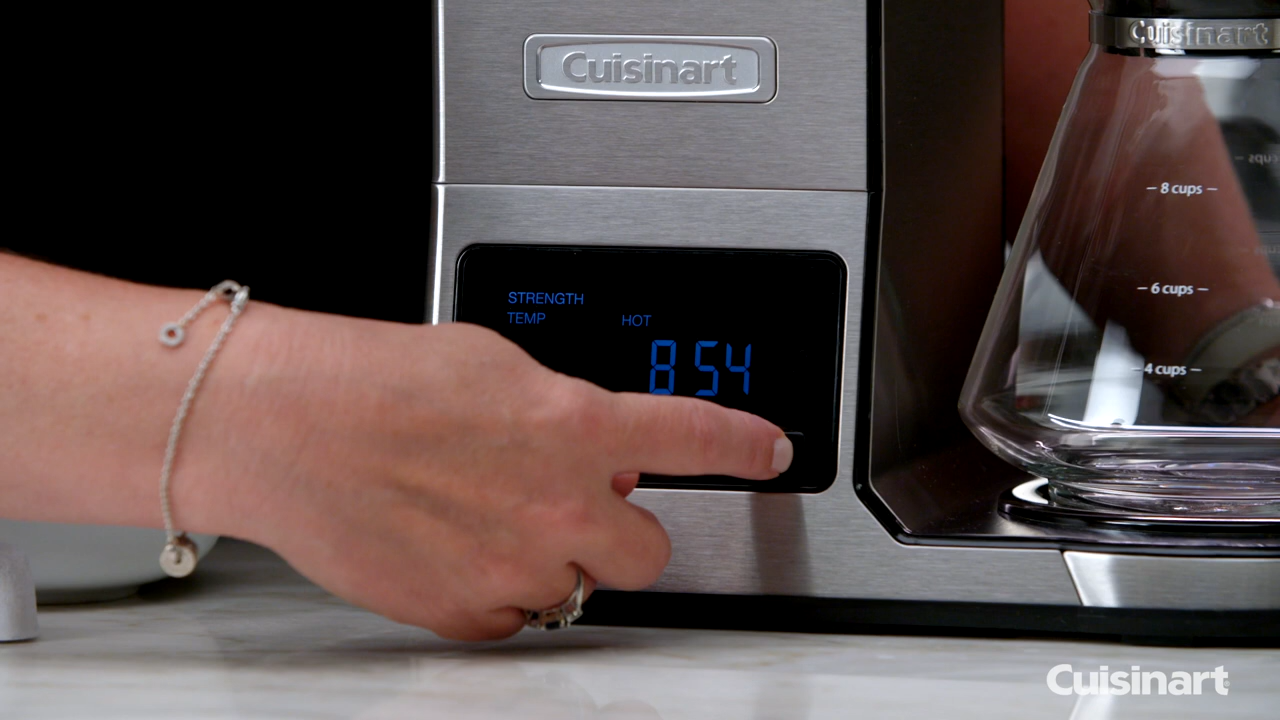 Cuisinart
Cuisinart
8 cups
6 cups
4 cups
STRENGTH
TEMP HOT
8 54
Cuisinart